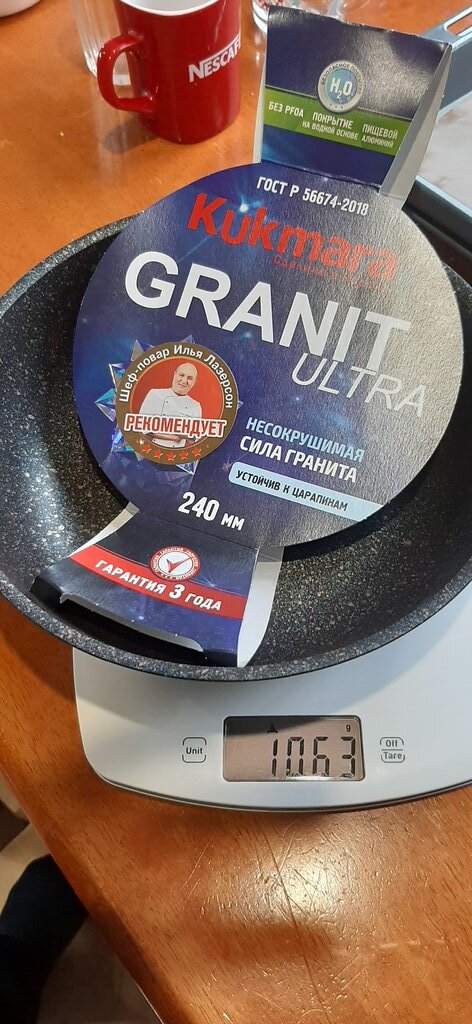 NESCAFÉ
H₂O
БЕЗ PFOA ПОКРЫТИЕ ПИЩЕВОЙ
НА ВОДНОЙ ОСНОВЕ АЛЮМИНИЙ
ГОСТ Р 56674-2018
Kukmara
GRANIT
ULTRA
Шеф-повар Илья Лазерсон
РЕКОМЕНДУЕТ
НЕСОКРУШИМАЯ
СИЛА ГРАНИТА
УСТОЙЧИВ К ЦАРАПИНАМ
240 мм
ГАРАНТИЯ 3 ГОДА
Unit
1063
g
Off
Tare